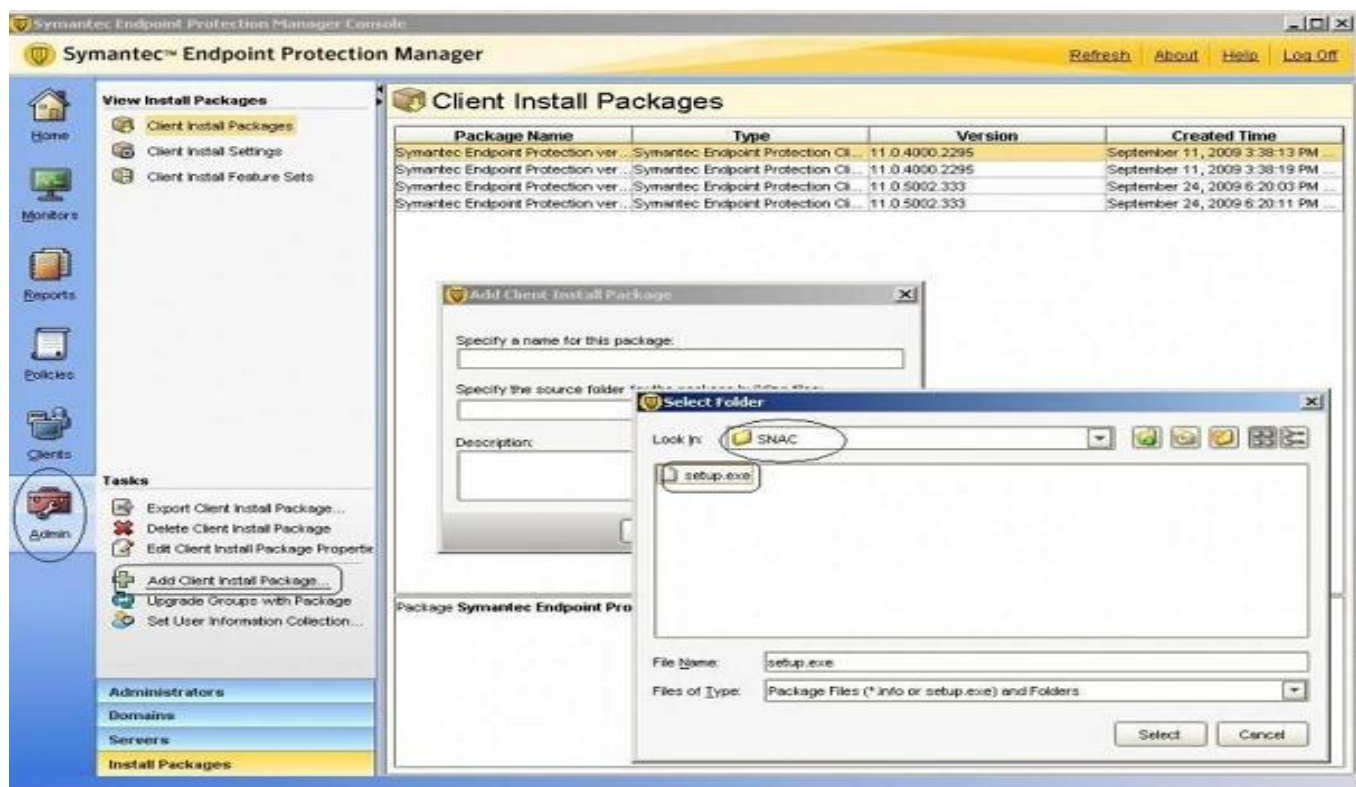 Symantec Endpoint Protection Manager Console
Symantec™ Endpoint Protection Manager
Refresh About Help Log Off
Home
Monitors
Reports
Policies
Clients
Admin
View Install Packages
Client Install Packages
Client Install Settings
Client Install Feature Sets
Tasks
Export Client Install Package...
Delete Client Install Package
Edit Client Install Package Propertie
Add Client Install Package...
Upgrade Groups with Package
Set User Information Collection...
Administrators
Domains
Servers
Install Packages
Client Install Packages
Package Name Type Version Created Time
Symantec Endpoint Protection ver... Symantec Endpoint Protection Cli... 11.0.4000.2295 September 11, 2009 3:38:13 PM ...
Symantec Endpoint Protection ver... Symantec Endpoint Protection Cli... 11.0.4000.2295 September 11, 2009 3:38:19 PM ...
Symantec Endpoint Protection ver... Symantec Endpoint Protection Cli... 11.0.5002.333 September 24, 2009 6:20:03 PM ...
Symantec Endpoint Protection ver... Symantec Endpoint Protection Cli... 11.0.5002.333 September 24, 2009 6:20:11 PM ...
Add Client Install Package
Specify a name for this package:
Specify the source folder
Description:
Package Symantec Endpoint Pro
Select Folder
Look In: SNAC
setup.exe
File Name: setup.exe
Files of Type: Package Files (*.info or setup.exe) and Folders
Select Cancel